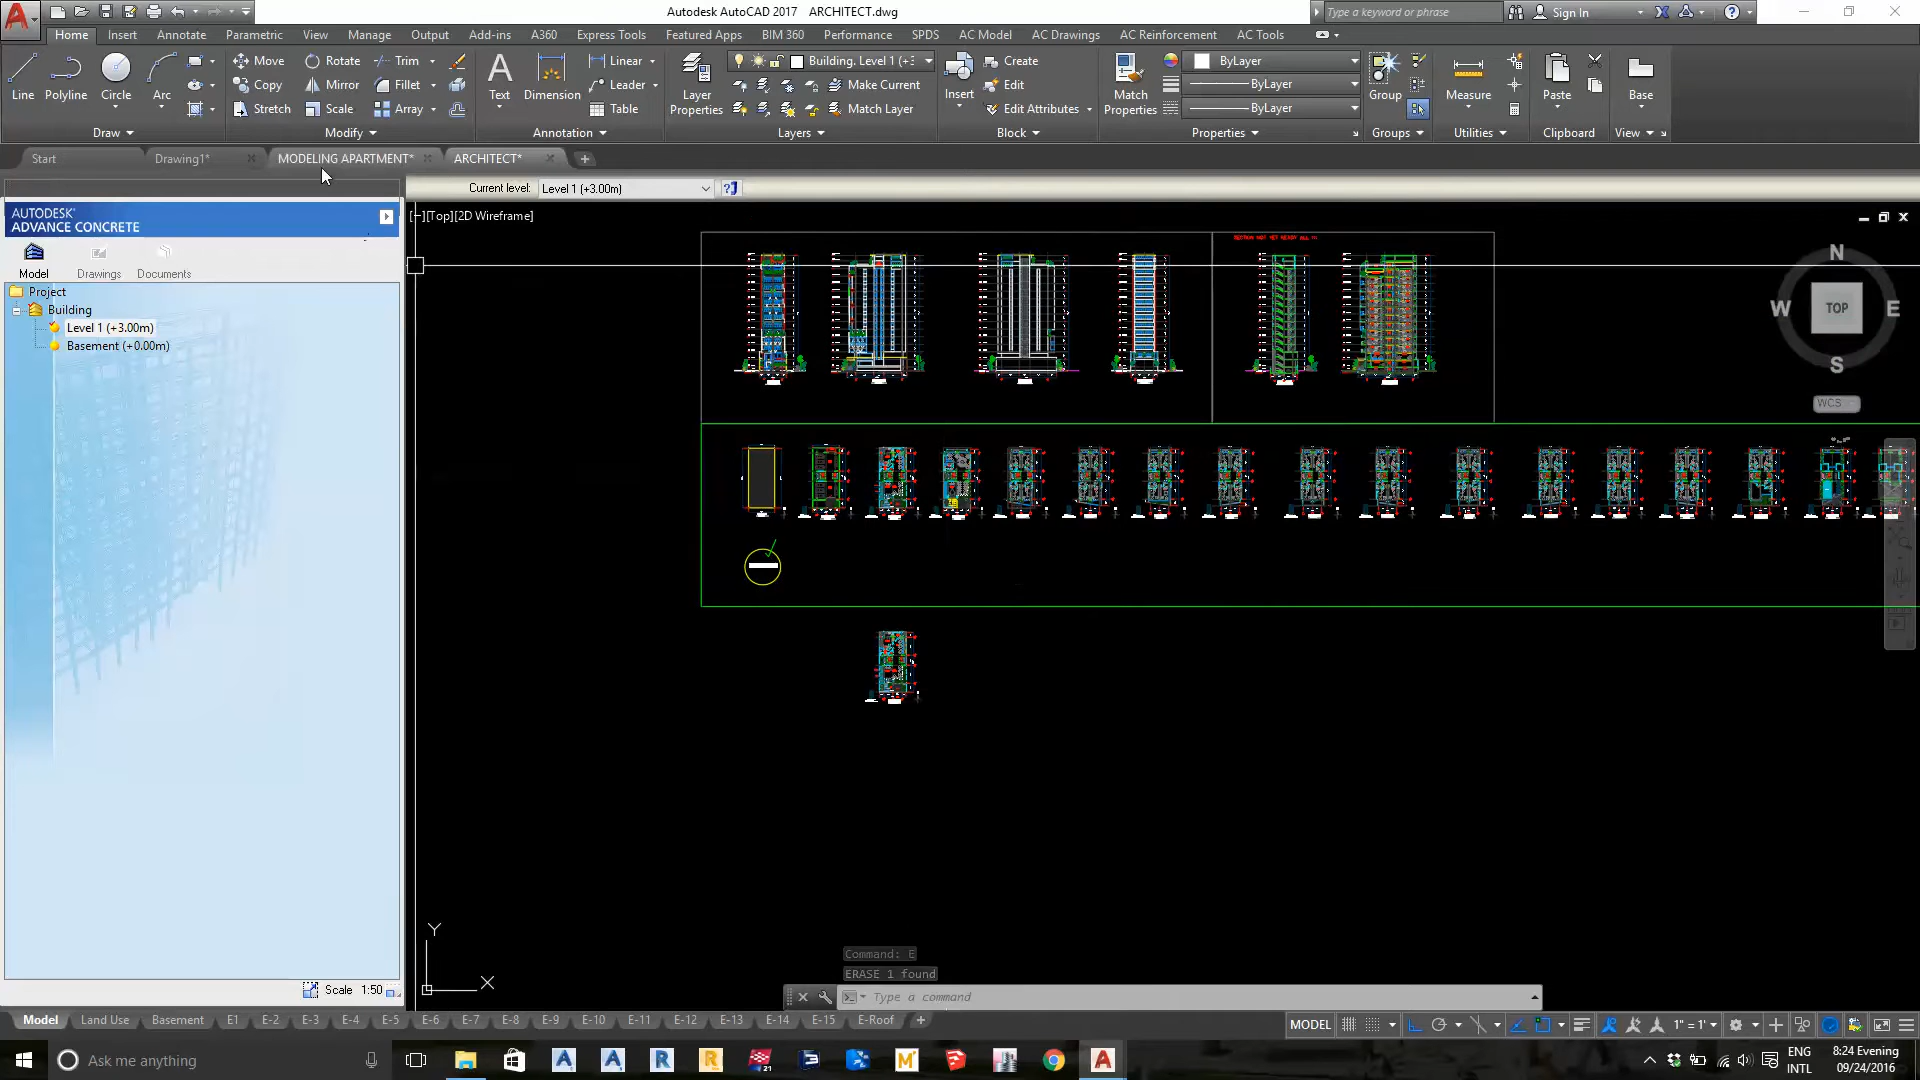 Autodesk AutoCAD 2017 ARCHITECT.dwg
Type a keyword or phrase
Sign In
Home Insert Annotate Parametric View Manage Output Add-ins A360 Express Tools Featured Apps BIM 360 Performance SPDS AC Model AC Drawings AC Reinforcement AC Tools
Line Polyline Circle Arc
Move Rotate Trim
Copy Mirror Fillet
Stretch Scale Array
Text Dimension
Linear
Leader
Table
Layer Properties
Building. Level 1 (+3
Make Current
Match Layer
Insert
Create
Edit
Edit Attributes
Match Properties
ByLayer
ByLayer
ByLayer
Group
Measure
Paste
Base
Draw Modify Annotation Layers Block Properties Groups Utilities Clipboard View
Start Drawing1* MODELING APARTMENT* ARCHITECT*
Current level: Level 1 (+3.00m)
AUTODESK
ADVANCE CONCRETE
Model Drawings Documents
Project
Building
Level 1 (+3.00m)
Basement (+0.00m)
[−][Top][2D Wireframe]
N
W TOP E
S
WCS
Y
X
Command: E
ERASE 1 found
Type a command
Scale 1:50
Model Land Use Basement E1 E-2 E-3 E-4 E-5 E-6 E-7 E-8 E-9 E-10 E-11 E-12 E-13 E-14 E-15 E-Roof
MODEL 1" = 1'
Ask me anything
21
ENG
INTL
8:24 Evening
09/24/2016